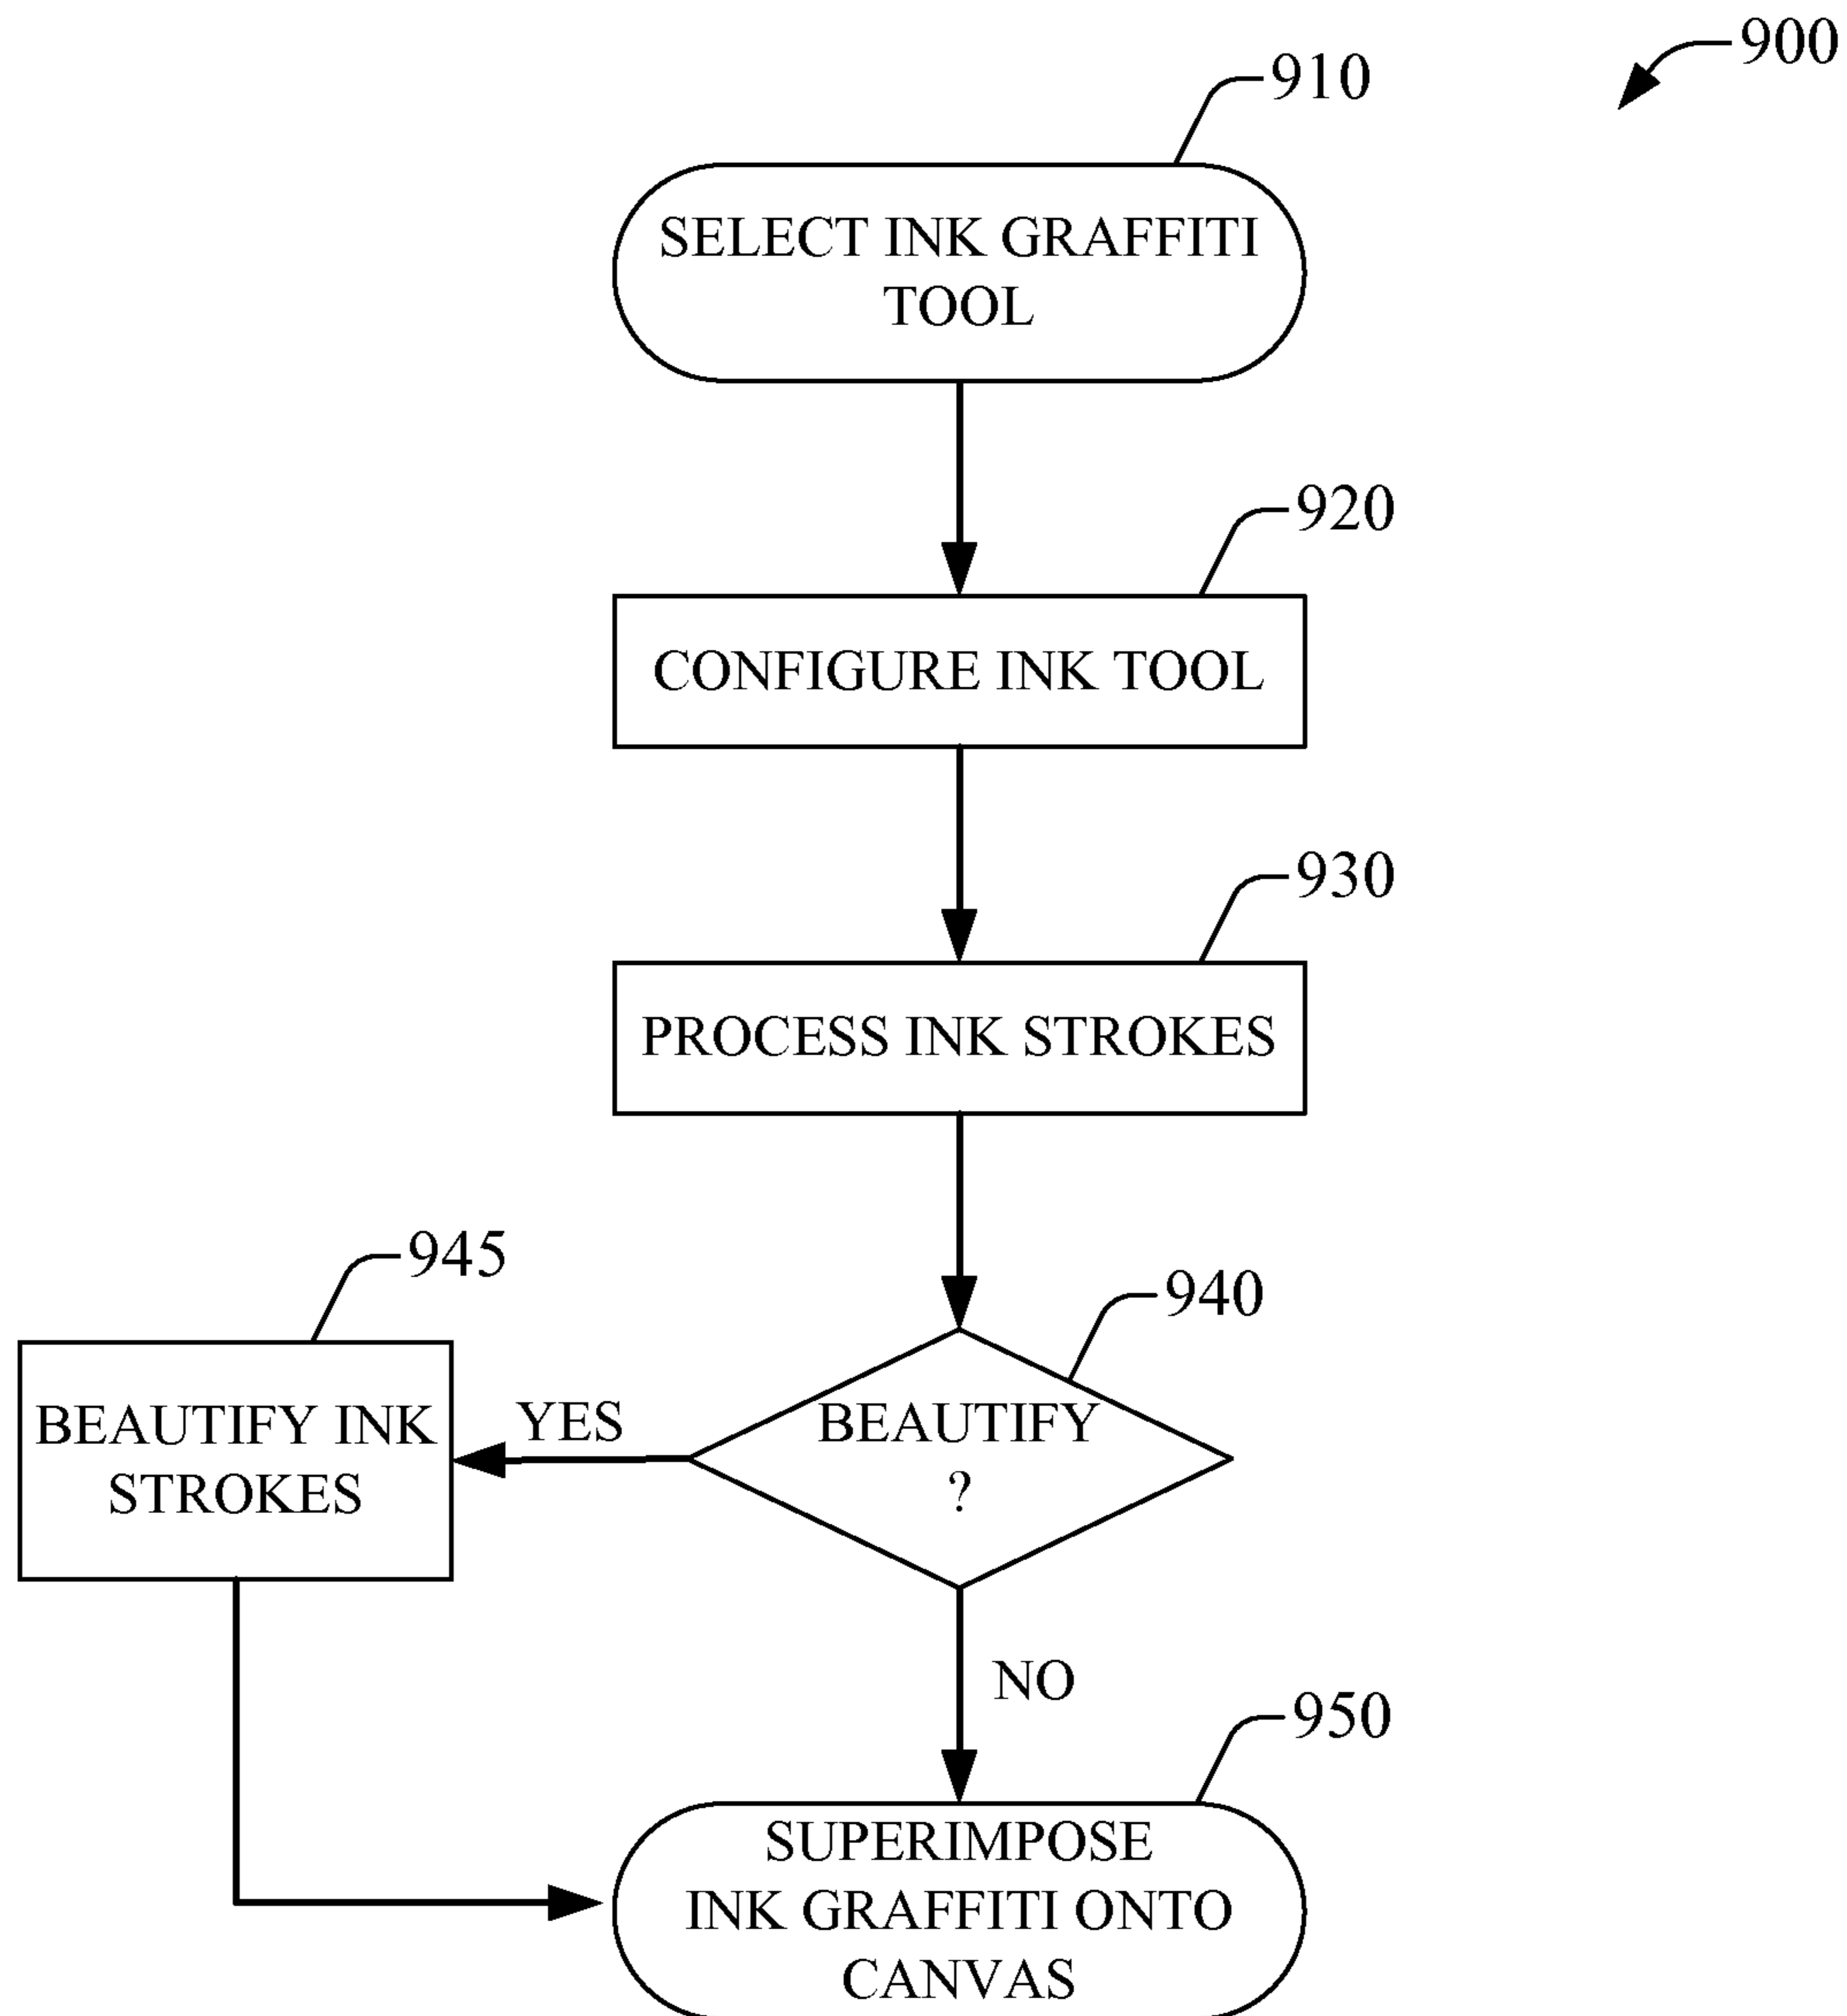 900
910
SELECT INK GRAFFITI
TOOL
920
CONFIGURE INK TOOL
930
PROCESS INK STROKES
945
940
BEAUTIFY INK
STROKES
YES
BEAUTIFY
?
NO
950
SUPERIMPOSE
INK GRAFFITI ONTO
CANVAS